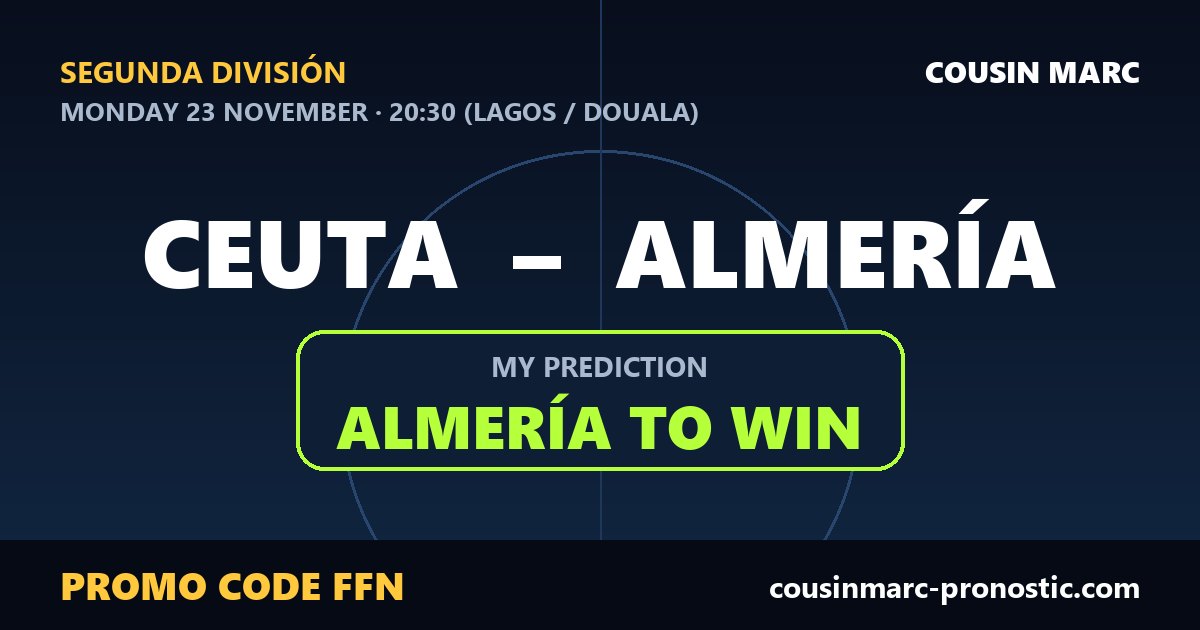 SEGUNDA DIVISIÓN
COUSIN MARC
MONDAY 23 NOVEMBER · 20:30 (LAGOS / DOUALA)
CEUTA – ALMERÍA
MY PREDICTION
ALMERÍA TO WIN
PROMO CODE FFN
cousinmarc-pronostic.com